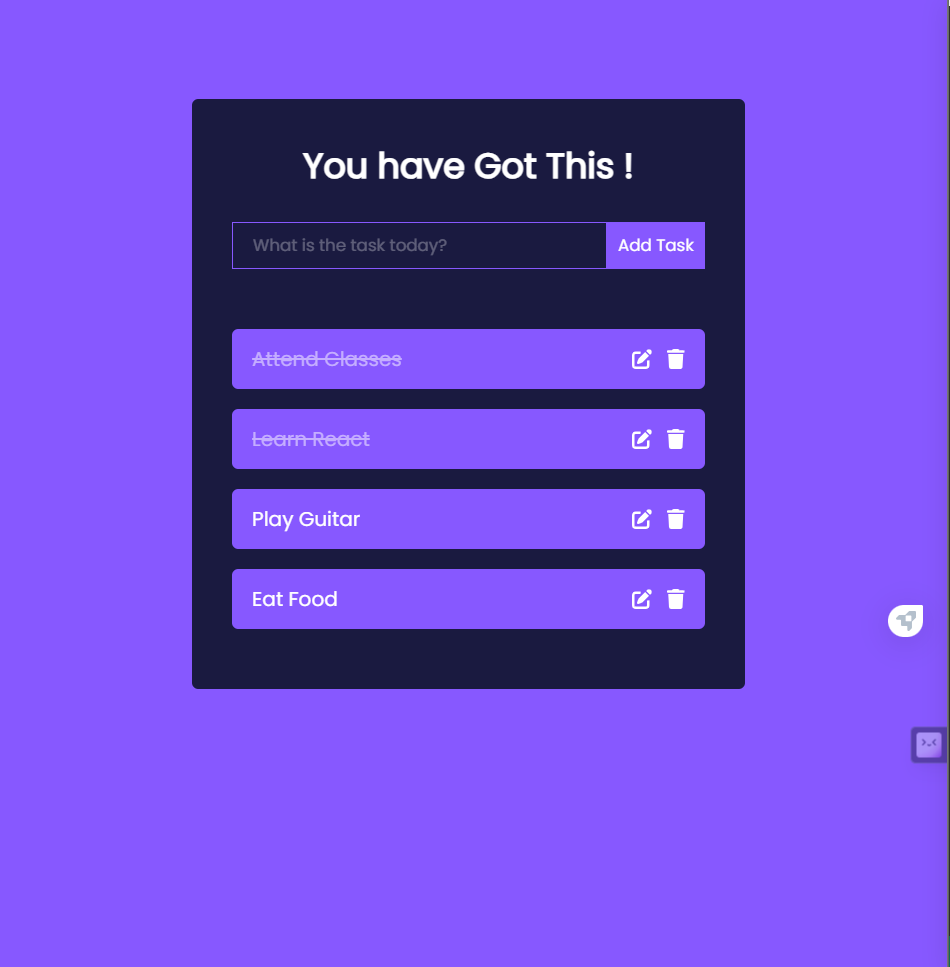 You have Got This !
What is the task today?
Add Task
Attend Classes
Learn React
Play Guitar
Eat Food